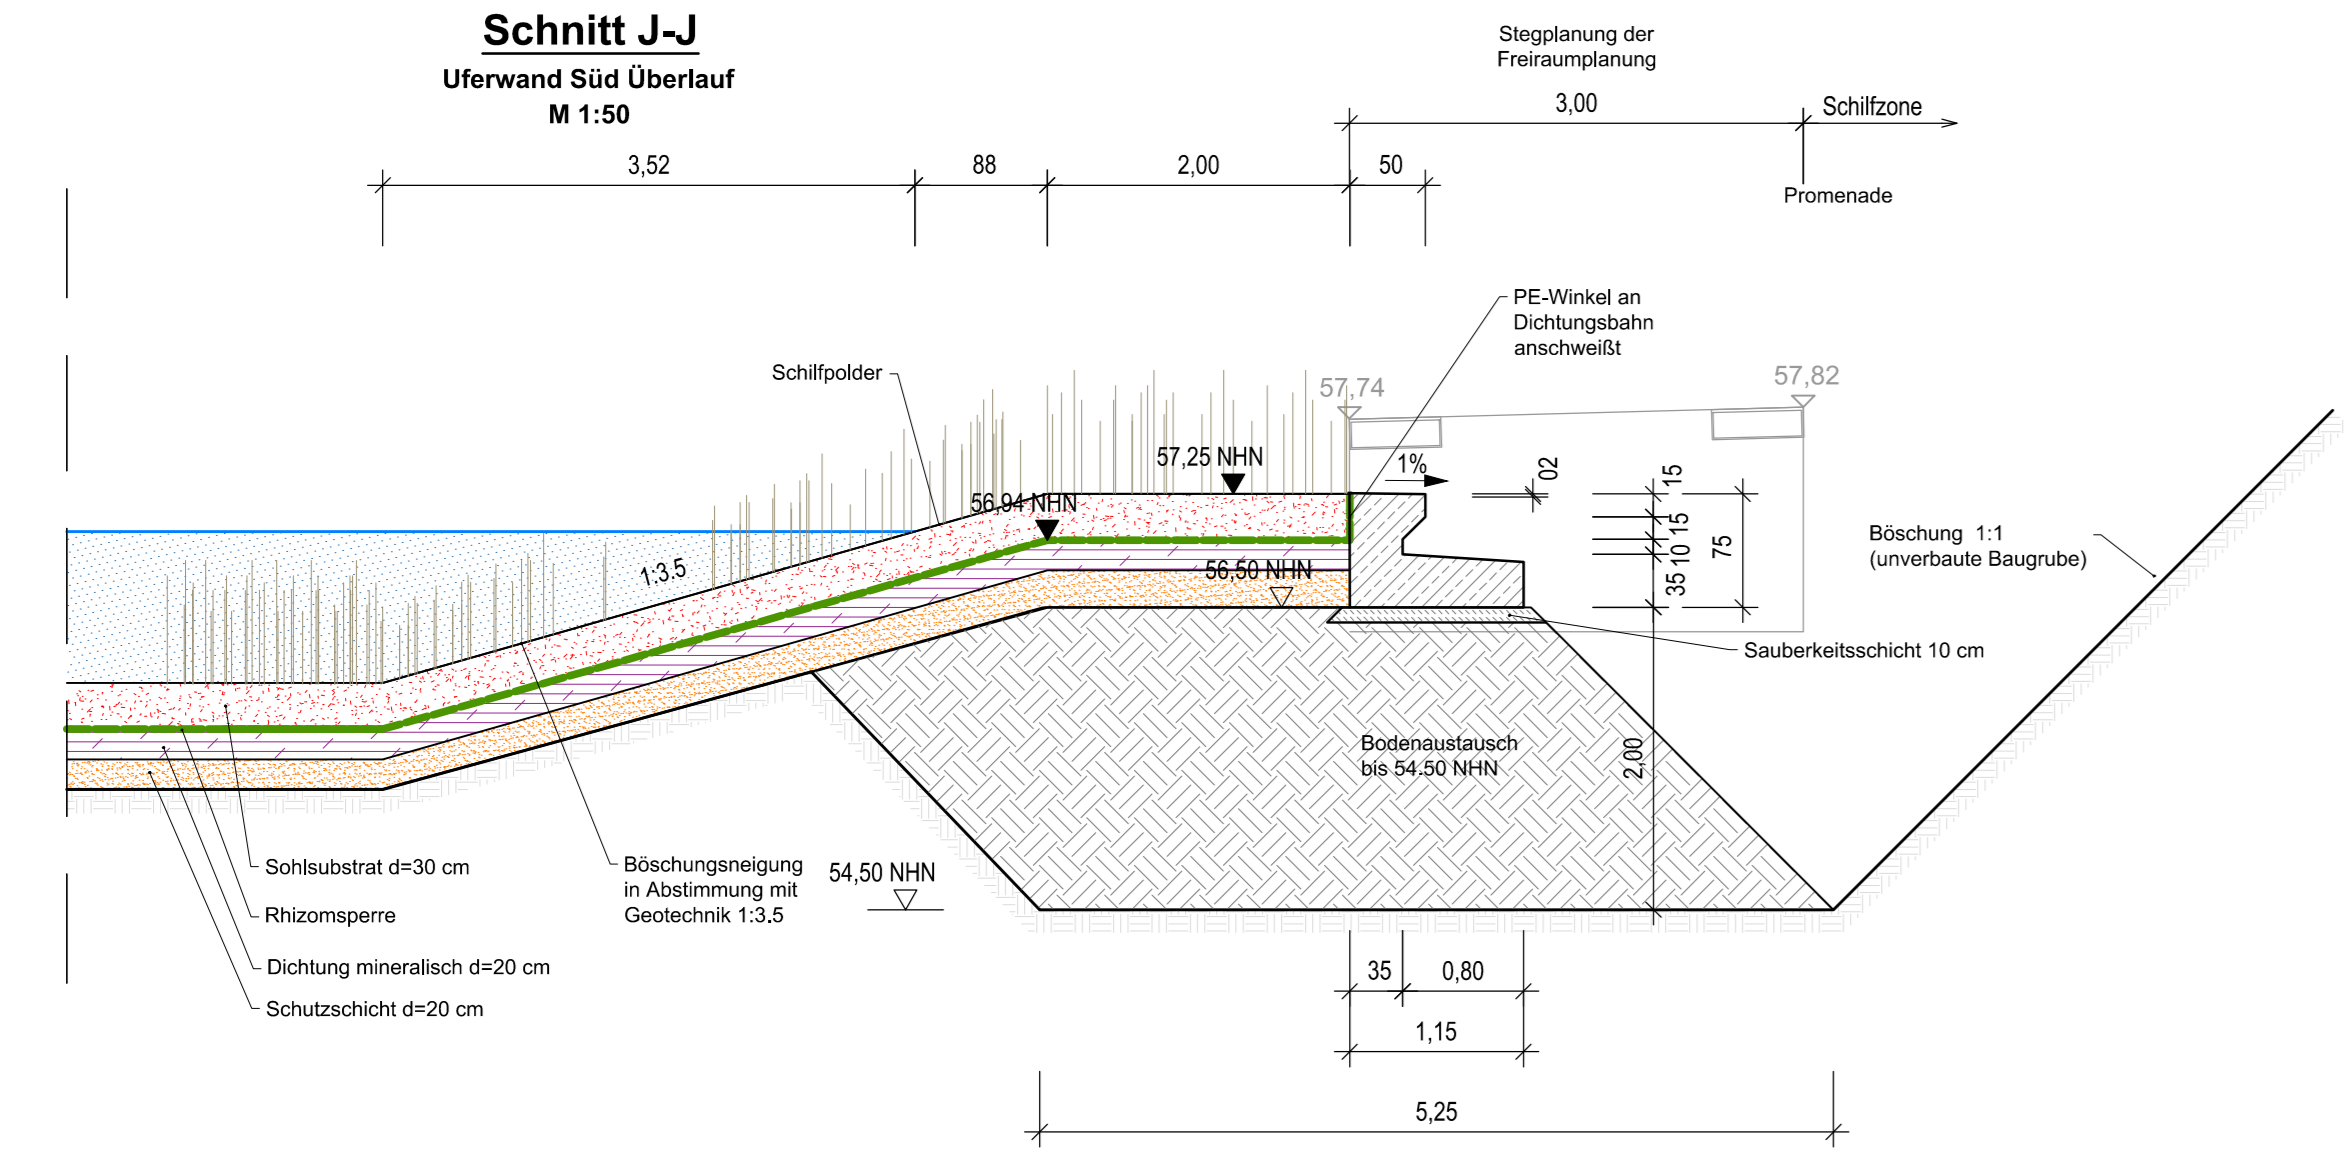 Schnitt J-J
Uferwand Süd Überlauf
M 1:50
Stegplanung der
Freiraumplanung
3,00
Schilfzone
Promenade
3,52
88
2,00
50
PE-Winkel an
Dichtungsbahn
anschweißt
Schilfpolder
57,74
57,82
57,25 NHN
1%
02
15
56,94 NHN
15
10
75
35
Böschung 1:1
(unverbaute Baugrube)
1:3.5
56,50 NHN
Sauberkeitsschicht 10 cm
Bodenaustausch
bis 54.50 NHN
2,00
Sohlsubstrat d=30 cm
Rhizomsperre
Dichtung mineralisch d=20 cm
Schutzschicht d=20 cm
Böschungsneigung
in Abstimmung mit
Geotechnik 1:3.5
54,50 NHN
35
0,80
1,15
5,25